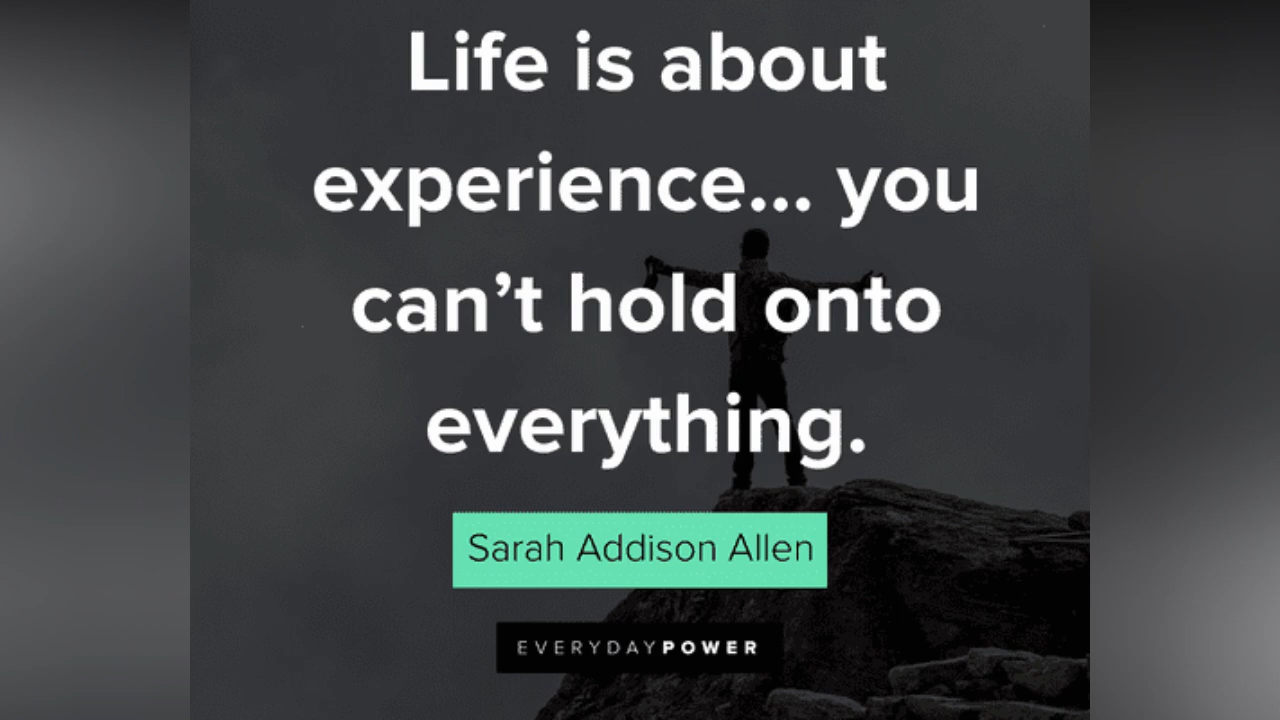 Life is about
experience... you
can’t hold onto
everything.
Sarah Addison Allen
EVERYDAYPOWER